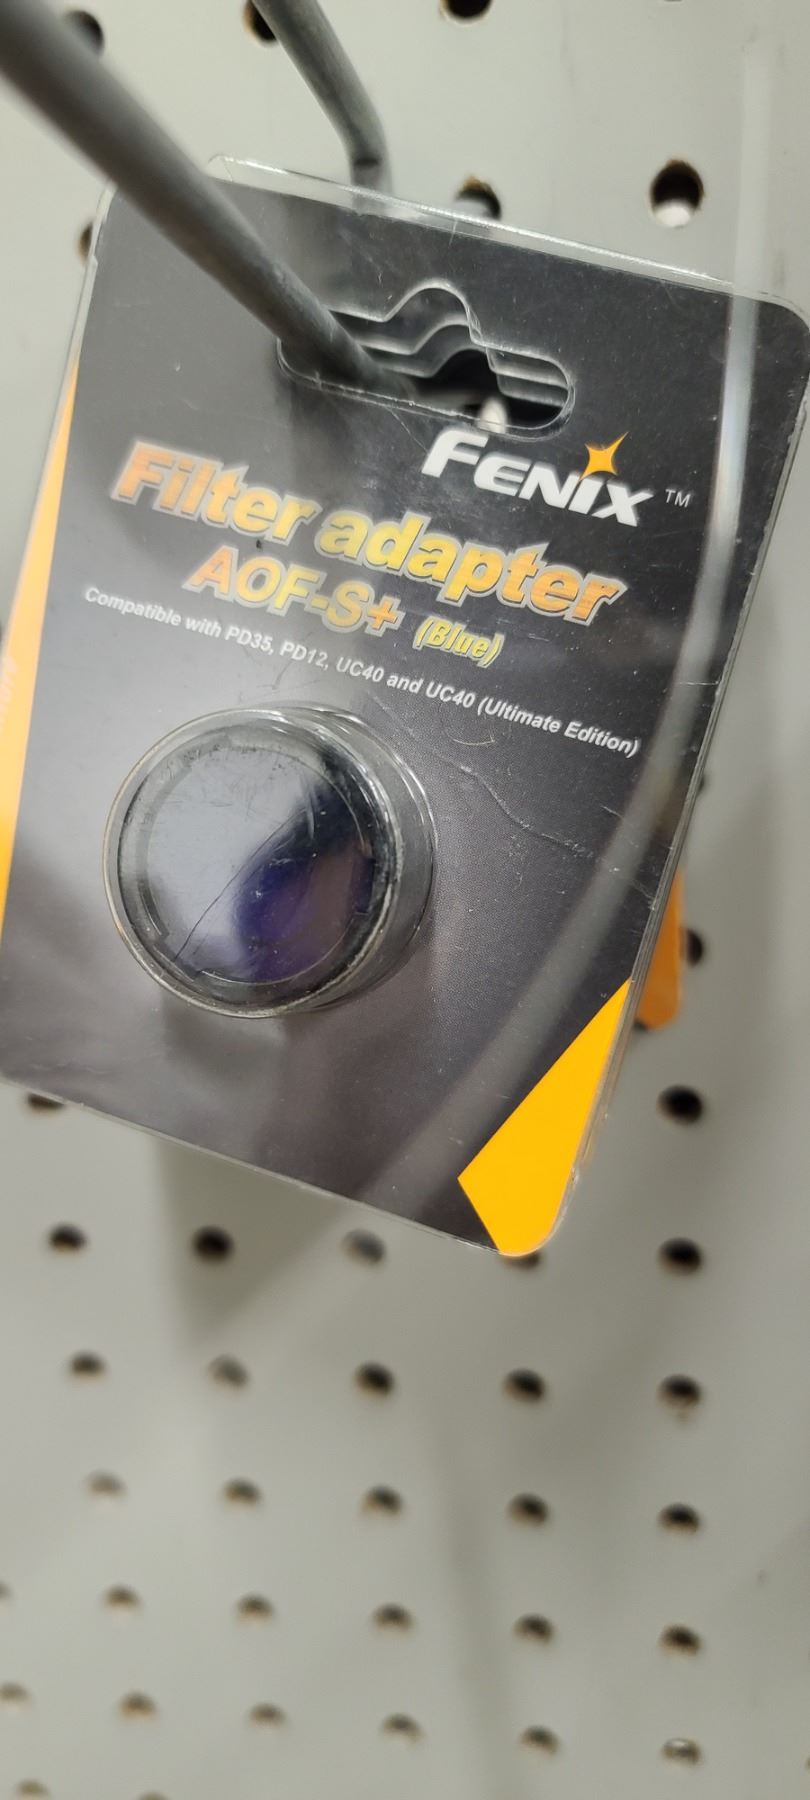 FENIX™
Filter adapter
AOF-S+ (Blue)
Compatible with PD35, PD12, UC40 and UC40 (Ultimate Edition)